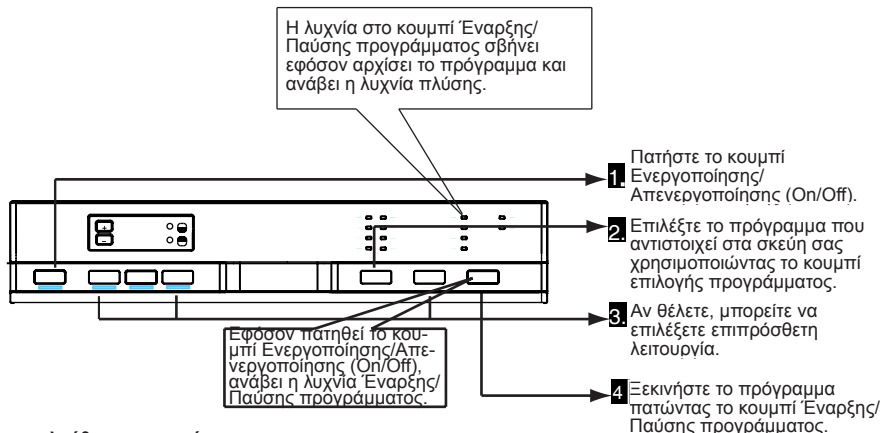 Η λυχνία στο κουμπί Έναρξης/
Παύσης προγράμματος σβήνει
εφόσον αρχίσει το πρόγραμμα και
ανάβει η λυχνία πλύσης.
1. Πατήστε το κουμπί
Ενεργοποίησης/
Απενεργοποίησης (On/Off).
2. Επιλέξτε το πρόγραμμα που
αντιστοιχεί στα σκεύη σας
χρησιμοποιώντας το κουμπί
επιλογής προγράμματος.
3. Αν θέλετε, μπορείτε να
επιλέξετε επιπρόσθετη
λειτουργία.
Εφόσον πατηθεί το κου-
μπί Ενεργοποίησης/Απε-
νεργοποίησης (On/Off),
ανάβει η λυχνία Έναρξης/
Παύσης προγράμματος.
4 Ξεκινήστε το πρόγραμμα
πατώντας το κουμπί Έναρξης/
Παύσης προγράμματος.